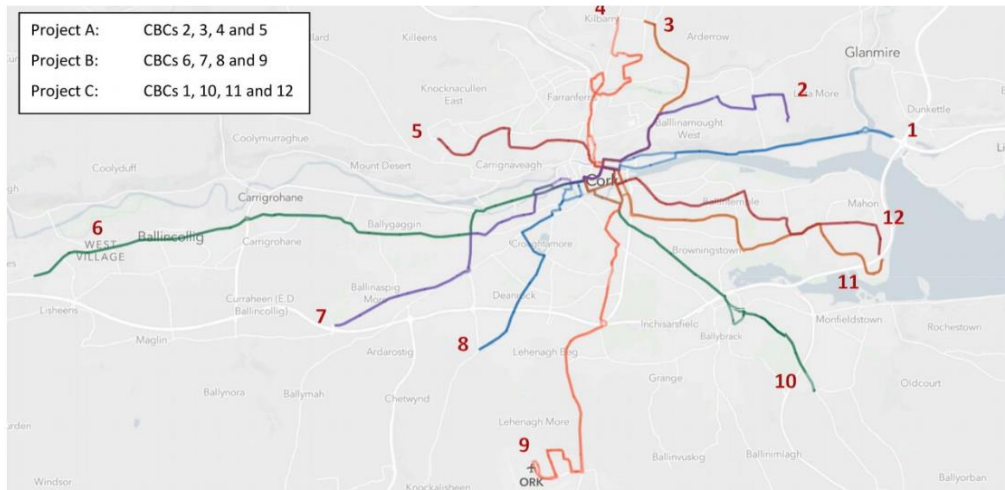 Project A: CBCs 2, 3, 4 and 5
Project B: CBCs 6, 7, 8 and 9
Project C: CBCs 1, 10, 11 and 12
4
3
Killeens
Arderrow
Glanmire
Knocknacullen
East
2
Dunkettle
5
Ballinamought
West
1
Coolymurraghue
Coolyduff
Mount Desert
Carrignaveagh
Cork
Carrigrohane
Mahon
6
Ballygaggin
12
WEST
VILLAGE
Ballincollig
Carrigrohane
Browningstown
11
Ballinaspig
Deanrock
Curraheen (E.D.
Ballincollig)
7
Lisheens
Inchisarsfield
Monfieldstown
Rochestown
Maglin
Ballybrack
8
Ardarostig
Lehenagh Beg
Grange
10
Oldcourt
Ballynora
Ballymah
Chetwynd
Lehenagh More
9
Ballinvuskig
Ballinimlagh
ORK
Windsor
Knockalisheen
Ballyorban